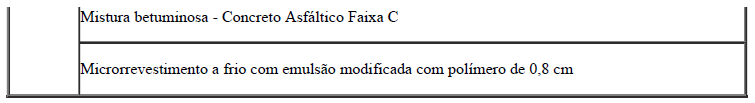 Mistura betuminosa - Concreto Asfáltico Faixa C
Microrrevestimento a frio com emulsão modificada com polímero de 0,8 cm